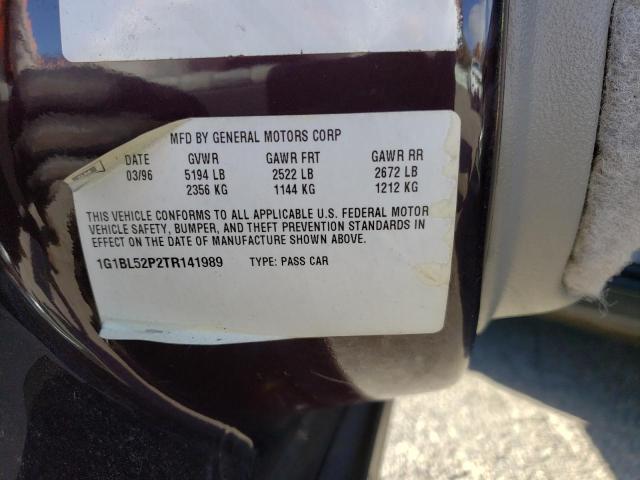 MFD BY GENERAL MOTORS CORP
DATE GVWR GAWR FRT GAWR RR
03/96 5194 LB 2522 LB 2672 LB
2356 KG 1144 KG 1212 KG
THIS VEHICLE CONFORMS TO ALL APPLICABLE U.S. FEDERAL MOTOR
VEHICLE SAFETY, BUMPER, AND THEFT PREVENTION STANDARDS IN
EFFECT ON THE DATE OF MANUFACTURE SHOWN ABOVE.
1G1BL52P2TR141989 TYPE: PASS CAR